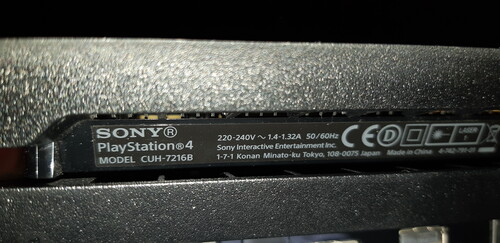 SONY®
PlayStation®4
MODEL CUH-7216B
220-240V ~ 1.4-1.32A 50/60Hz
Sony Interactive Entertainment Inc.
1-7-1 Konan Minato-ku Tokyo, 108-0075 Japan
Made in China